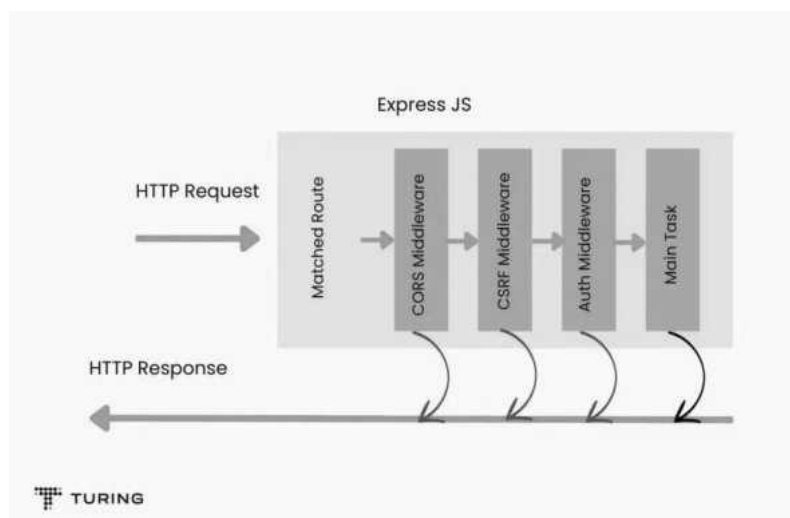 Express JS
HTTP Request
Matched Route
CORS Middleware
CSRF Middleware
Auth Middleware
Main Task
HTTP Response
TURING